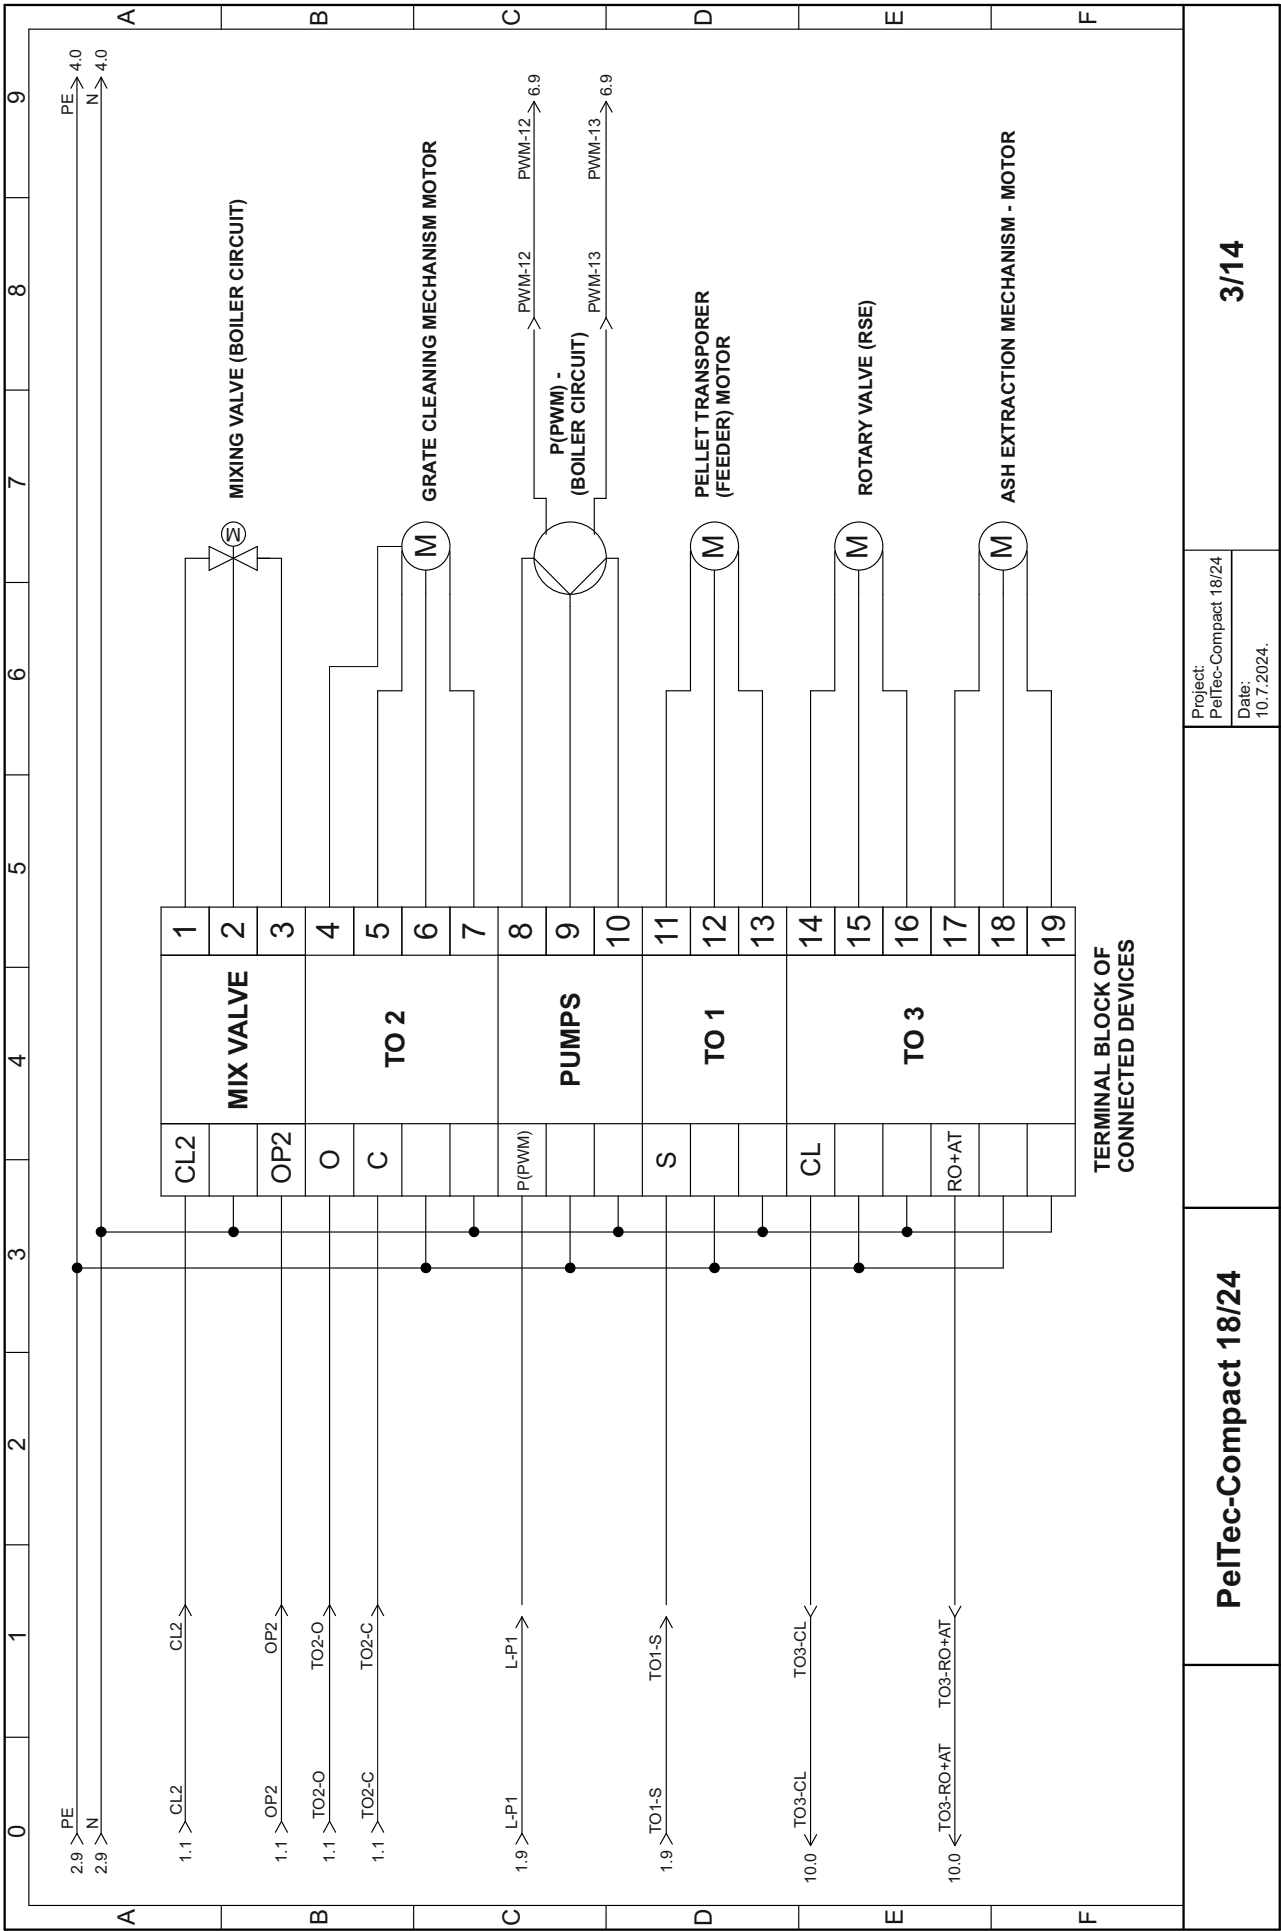 0 1 2 3 4 5 6 7 8 9
A
B
C
D
E
F
A
B
C
D
E
F
2.9 PE
PE 4.0
2.9 N
N 4.0
1.1 CL2 CL2
CL2
1
1.1 OP2 OP2
OP2
MIX VALVE
2
3
MIXING VALVE (BOILER CIRCUIT)
M
1.1 TO2-O TO2-O
O
4
1.1 TO2-C TO2-C
C
TO 2
5
6
7
M
GRATE CLEANING MECHANISM MOTOR
1.9 L-P1 L-P1
P(PWM)
PUMPS
8
9
10
P(PWM) -
(BOILER CIRCUIT)
PWM-12 PWM-12 6.9
PWM-13 PWM-13 6.9
1.9 TO1-S TO1-S
S
TO 1
11
12
13
M
PELLET TRANSPORER
(FEEDER) MOTOR
10.0 TO3-CL TO3-CL
CL
TO 3
14
15
16
M
ROTARY VALVE (RSE)
10.0 TO3-RO+AT TO3-RO+AT
RO+AT
17
18
19
M
ASH EXTRACTION MECHANISM - MOTOR
TERMINAL BLOCK OF
CONNECTED DEVICES
PelTec-Compact 18/24
Project:
PelTec-Compact 18/24
Date:
10.7.2024.
3/14